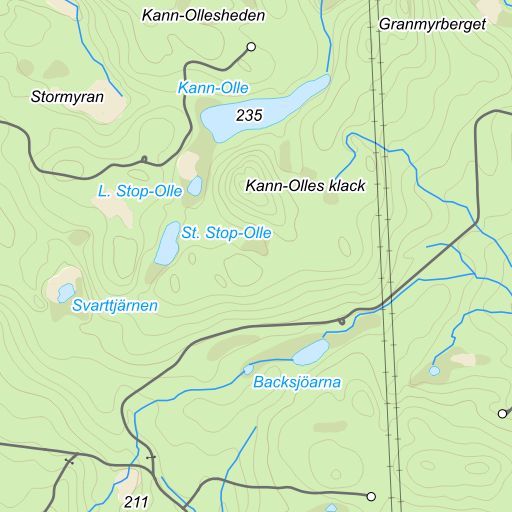 Kann-Ollesheden
Granmyrberget
Kann-Olle
Stormyran
235
L. Stop-Olle
Kann-Olles klack
St. Stop-Olle
Svarttjärnen
Backsjöarna
211